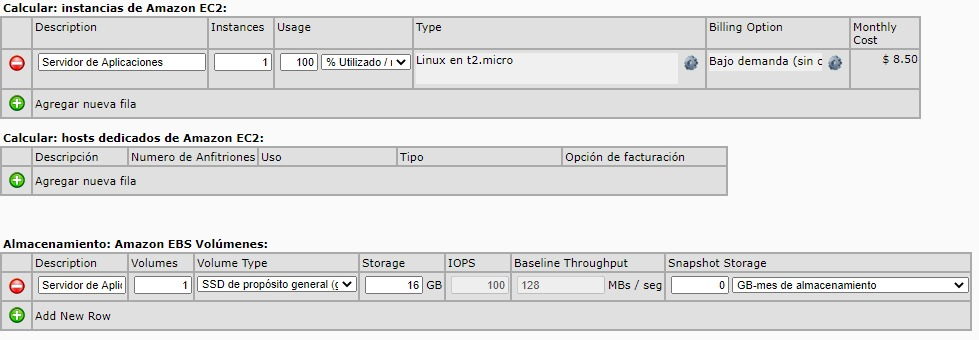 Calcular: instancias de Amazon EC2:
Description Instances Usage Type Billing Option Monthly Cost
Servidor de Aplicaciones 1 100 % Utilizado / Linux en t2.micro Bajo demanda (sin c $ 8.50
Agregar nueva fila
Calcular: hosts dedicados de Amazon EC2:
Descripción Numero de Anfitriones Uso Tipo Opción de facturación
Agregar nueva fila
Almacenamiento: Amazon EBS Volúmenes:
Description Volumes Volume Type Storage IOPS Baseline Throughput Snapshot Storage
Servidor de Aplic 1 SSD de propósito general (g 16 GB 100 128 MBs / seg 0 GB-mes de almacenamiento
Add New Row